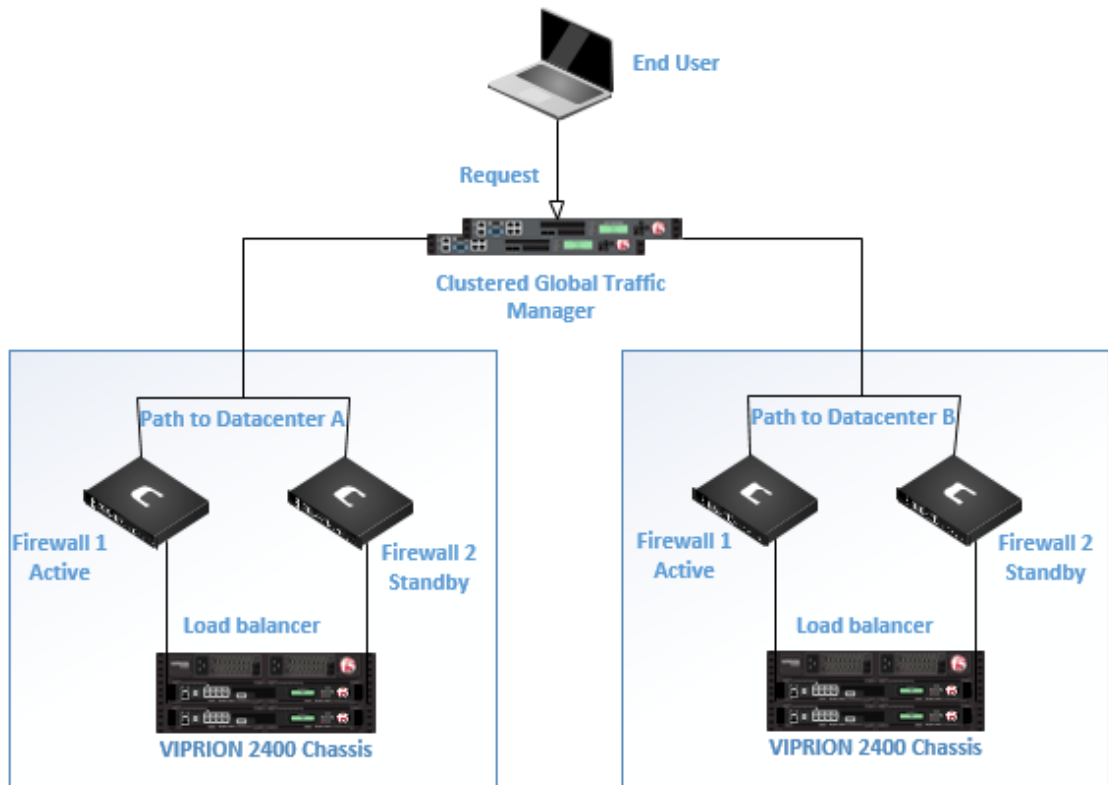 End User
Request
Clustered Global Traffic
Manager
Path to Datacenter A
Firewall 1
Active
Firewall 2
Standby
Load balancer
VIPRION 2400 Chassis
Path to Datacenter B
Firewall 1
Active
Firewall 2
Standby
Load balancer
VIPRION 2400 Chassis